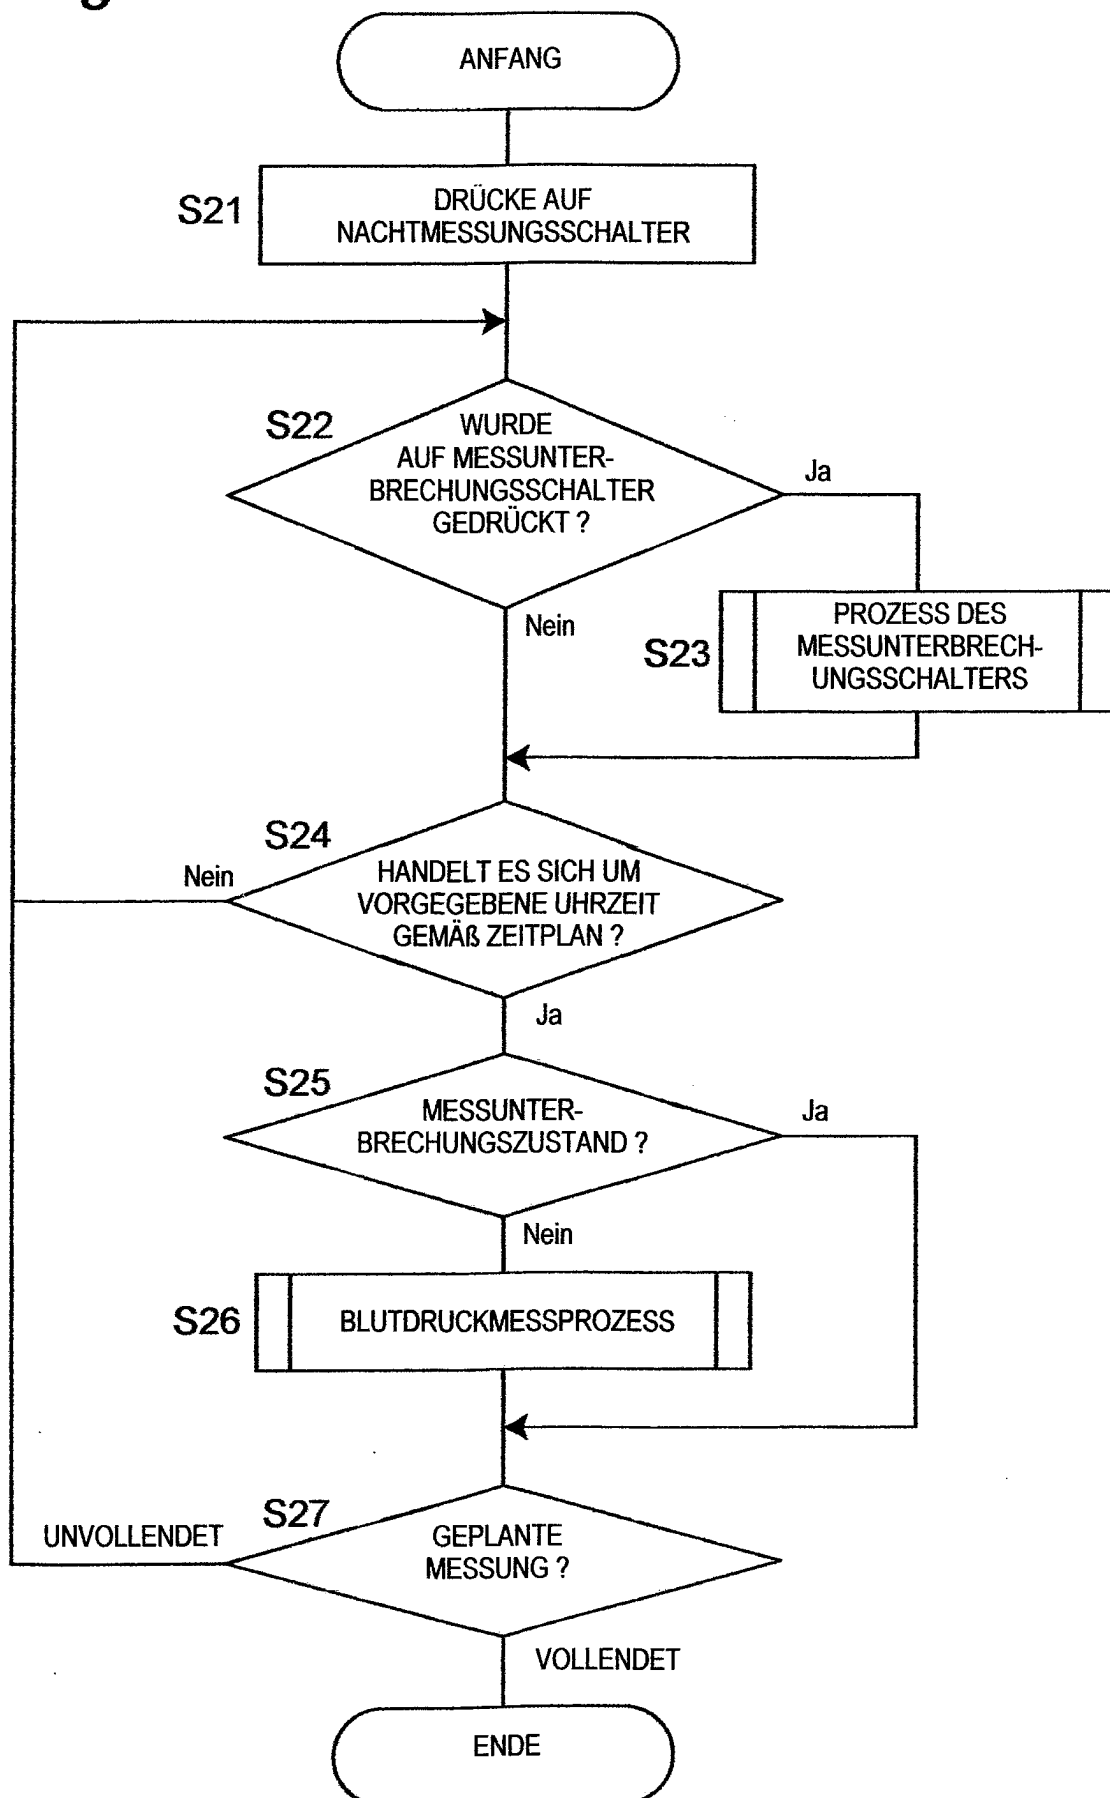 ANFANG
S21
DRÜCKE AUF
NACHTMESSUNGSSCHALTER
S22
WURDE
AUF MESSUNTER-
BRECHUNGSSCHALTER
GEDRÜCKT ?
Ja
Nein
S23
PROZESS DES
MESSUNTERBRECH-
UNGSSCHALTERS
S24
Nein
HANDELT ES SICH UM
VORGEGEBENE UHRZEIT
GEMÄß ZEITPLAN ?
Ja
S25
MESSUNTER-
BRECHUNGSZUSTAND ?
Ja
Nein
S26
BLUTDRUCKMESSPROZESS
S27
UNVOLLENDET
GEPLANTE
MESSUNG ?
VOLLENDET
ENDE